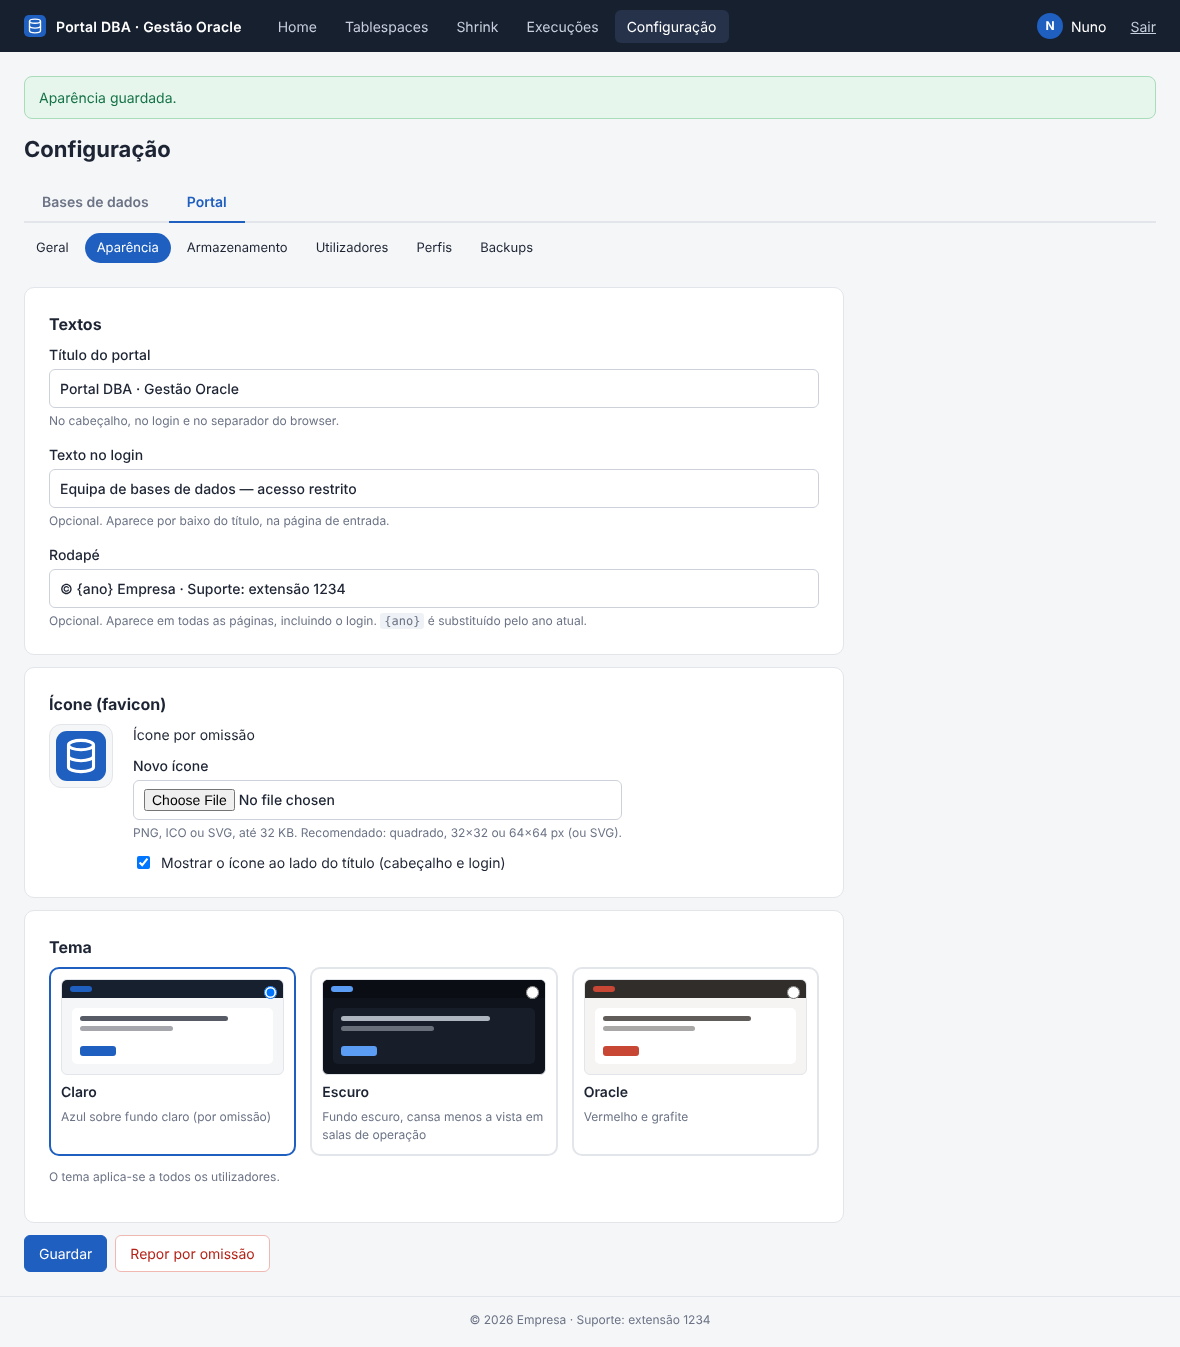 Portal DBA · Gestão Oracle
Home
Tablespaces
Shrink
Execuções
Configuração
N
Nuno
Sair
Aparência guardada.
Configuração
Bases de dados
Portal
Geral
Aparência
Armazenamento
Utilizadores
Perfis
Backups
Textos
Título do portal
Portal DBA · Gestão Oracle
No cabeçalho, no login e no separador do browser.
Texto no login
Equipa de bases de dados — acesso restrito
Opcional. Aparece por baixo do título, na página de entrada.
Rodapé
© {ano} Empresa · Suporte: extensão 1234
Opcional. Aparece em todas as páginas, incluindo o login. {ano} é substituído pelo ano atual.
Ícone (favicon)
Ícone por omissão
Novo ícone
Choose File No file chosen
PNG, ICO ou SVG, até 32 KB. Recomendado: quadrado, 32×32 ou 64×64 px (ou SVG).
Mostrar o ícone ao lado do título (cabeçalho e login)
Tema
Claro
Azul sobre fundo claro (por omissão)
Escuro
Fundo escuro, cansa menos a vista em
salas de operação
Oracle
Vermelho e grafite
O tema aplica-se a todos os utilizadores.
Guardar
Repor por omissão
© 2026 Empresa · Suporte: extensão 1234